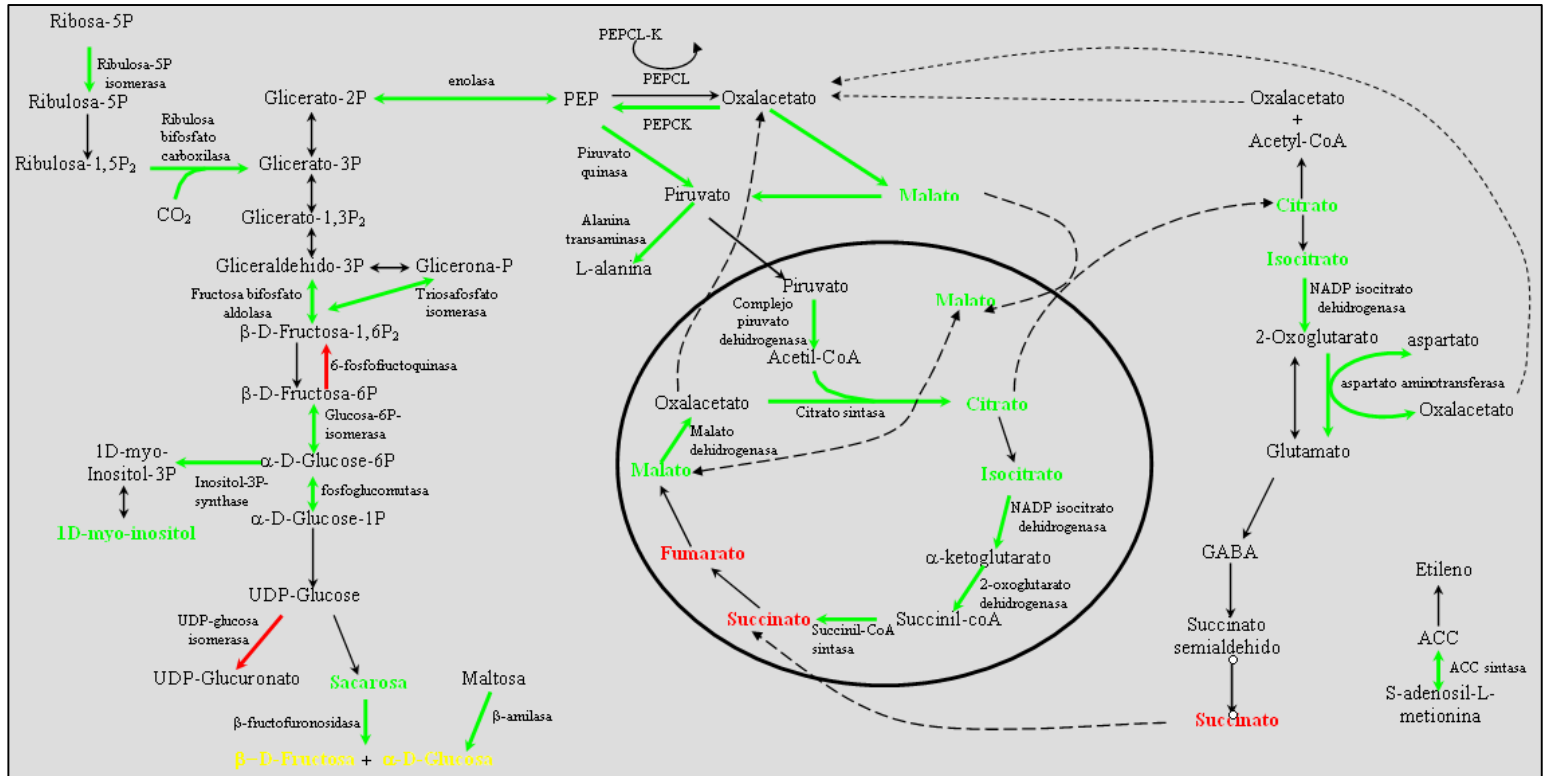 Ribosa-5P
Ribulosa-5P
isomerasa
Ribulosa-5P
Ribulosa
bifosfato
carboxilasa
Ribulosa-1,5P₂
CO₂
Glicerato-2P
enolasa
Glicerato-3P
Glicerato-1,3P₂
Gliceraldehido-3P
Glicerona-P
Fructosa bifosfato
aldolasa
Triosafosfato
isomerasa
β-D-Fructosa-1,6P₂
6-fosfofructoquinasa
β-D-Fructosa-6P
Glucosa-6P-
isomerasa
1D-myo-
Inositol-3P
α-D-Glucose-6P
Inositol-3P-
synthase
fosfoglucomutasa
1D-myo-inositol
α-D-Glucose-1P
UDP-Glucose
UDP-glucosa
isomerasa
UDP-Glucuronato
Sacarosa
Maltosa
β-fructofuronosidasa
β-amilasa
β-D-Fructosa + α-D-Glucosa
PEPCL-K
PEPCL
PEP
Oxalacetato
PEPCK
Piruvato
quinasa
Piruvato
Malato
Alanina
transaminasa
L-alanina
Piruvato
Malato
Complejo
piruvato
dehidrogenasa
Acetil-CoA
Oxalacetato
Citrato sintasa
Citrato
Malato
dehidrogenasa
Malato
Isocitrato
NADP isocitrato
dehidrogenasa
Fumarato
α-ketoglutarato
2-oxoglutarato
dehidrogenasa
Succinato
Succinil-coA
Succinil-CoA
sintasa
Oxalacetato
+
Acetyl-CoA
Citrato
Isocitrato
NADP isocitrato
dehidrogenasa
2-Oxoglutarato
aspartato
aspartato aminotransferasa
Oxalacetato
Glutamato
GABA
Succinato
semialdehido
Succinato
Etileno
ACC
ACC sintasa
S-adenosil-L-
metionina